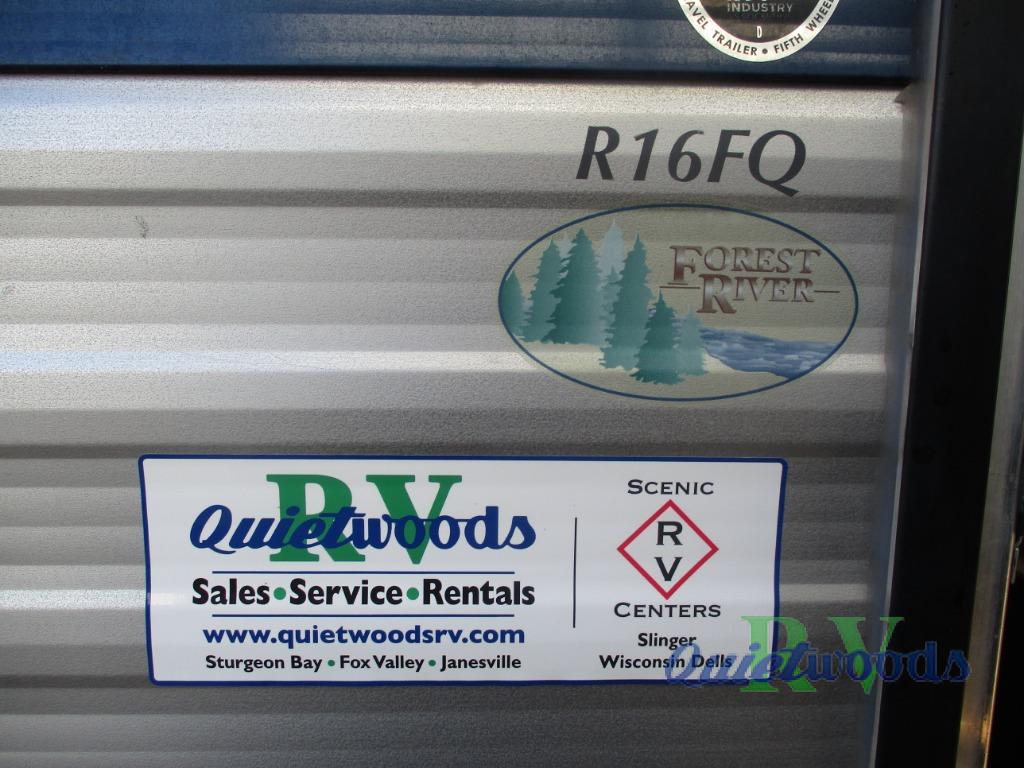 INDUSTRY
D
TRAVEL TRAILER • FIFTH WHEEL
R16FQ
FOREST
RIVER
RV
Quietwoods
Sales•Service•Rentals
www.quietwoodsrv.com
Sturgeon Bay • Fox Valley • Janesville
SCENIC
R
V
CENTERS
Slinger
Wisconsin Dells
RV
Quietwoods